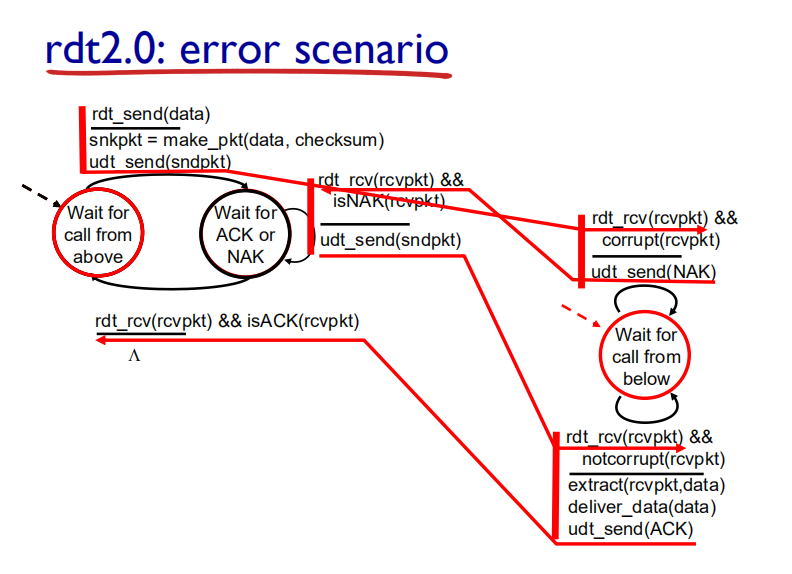 rdt2.0: error scenario
rdt_send(data)
snkpkt = make_pkt(data, checksum)
udt_send(sndpkt)
rdt_rcv(rcvpkt) &&
isNAK(rcvpkt)
udt_send(sndpkt)
Wait for
call from
above
Wait for
ACK or
NAK
rdt_rcv(rcvpkt) && isACK(rcvpkt)
Λ
rdt_rcv(rcvpkt) &&
corrupt(rcvpkt)
udt_send(NAK)
Wait for
call from
below
rdt_rcv(rcvpkt) &&
notcorrupt(rcvpkt)
extract(rcvpkt,data)
deliver_data(data)
udt_send(ACK)